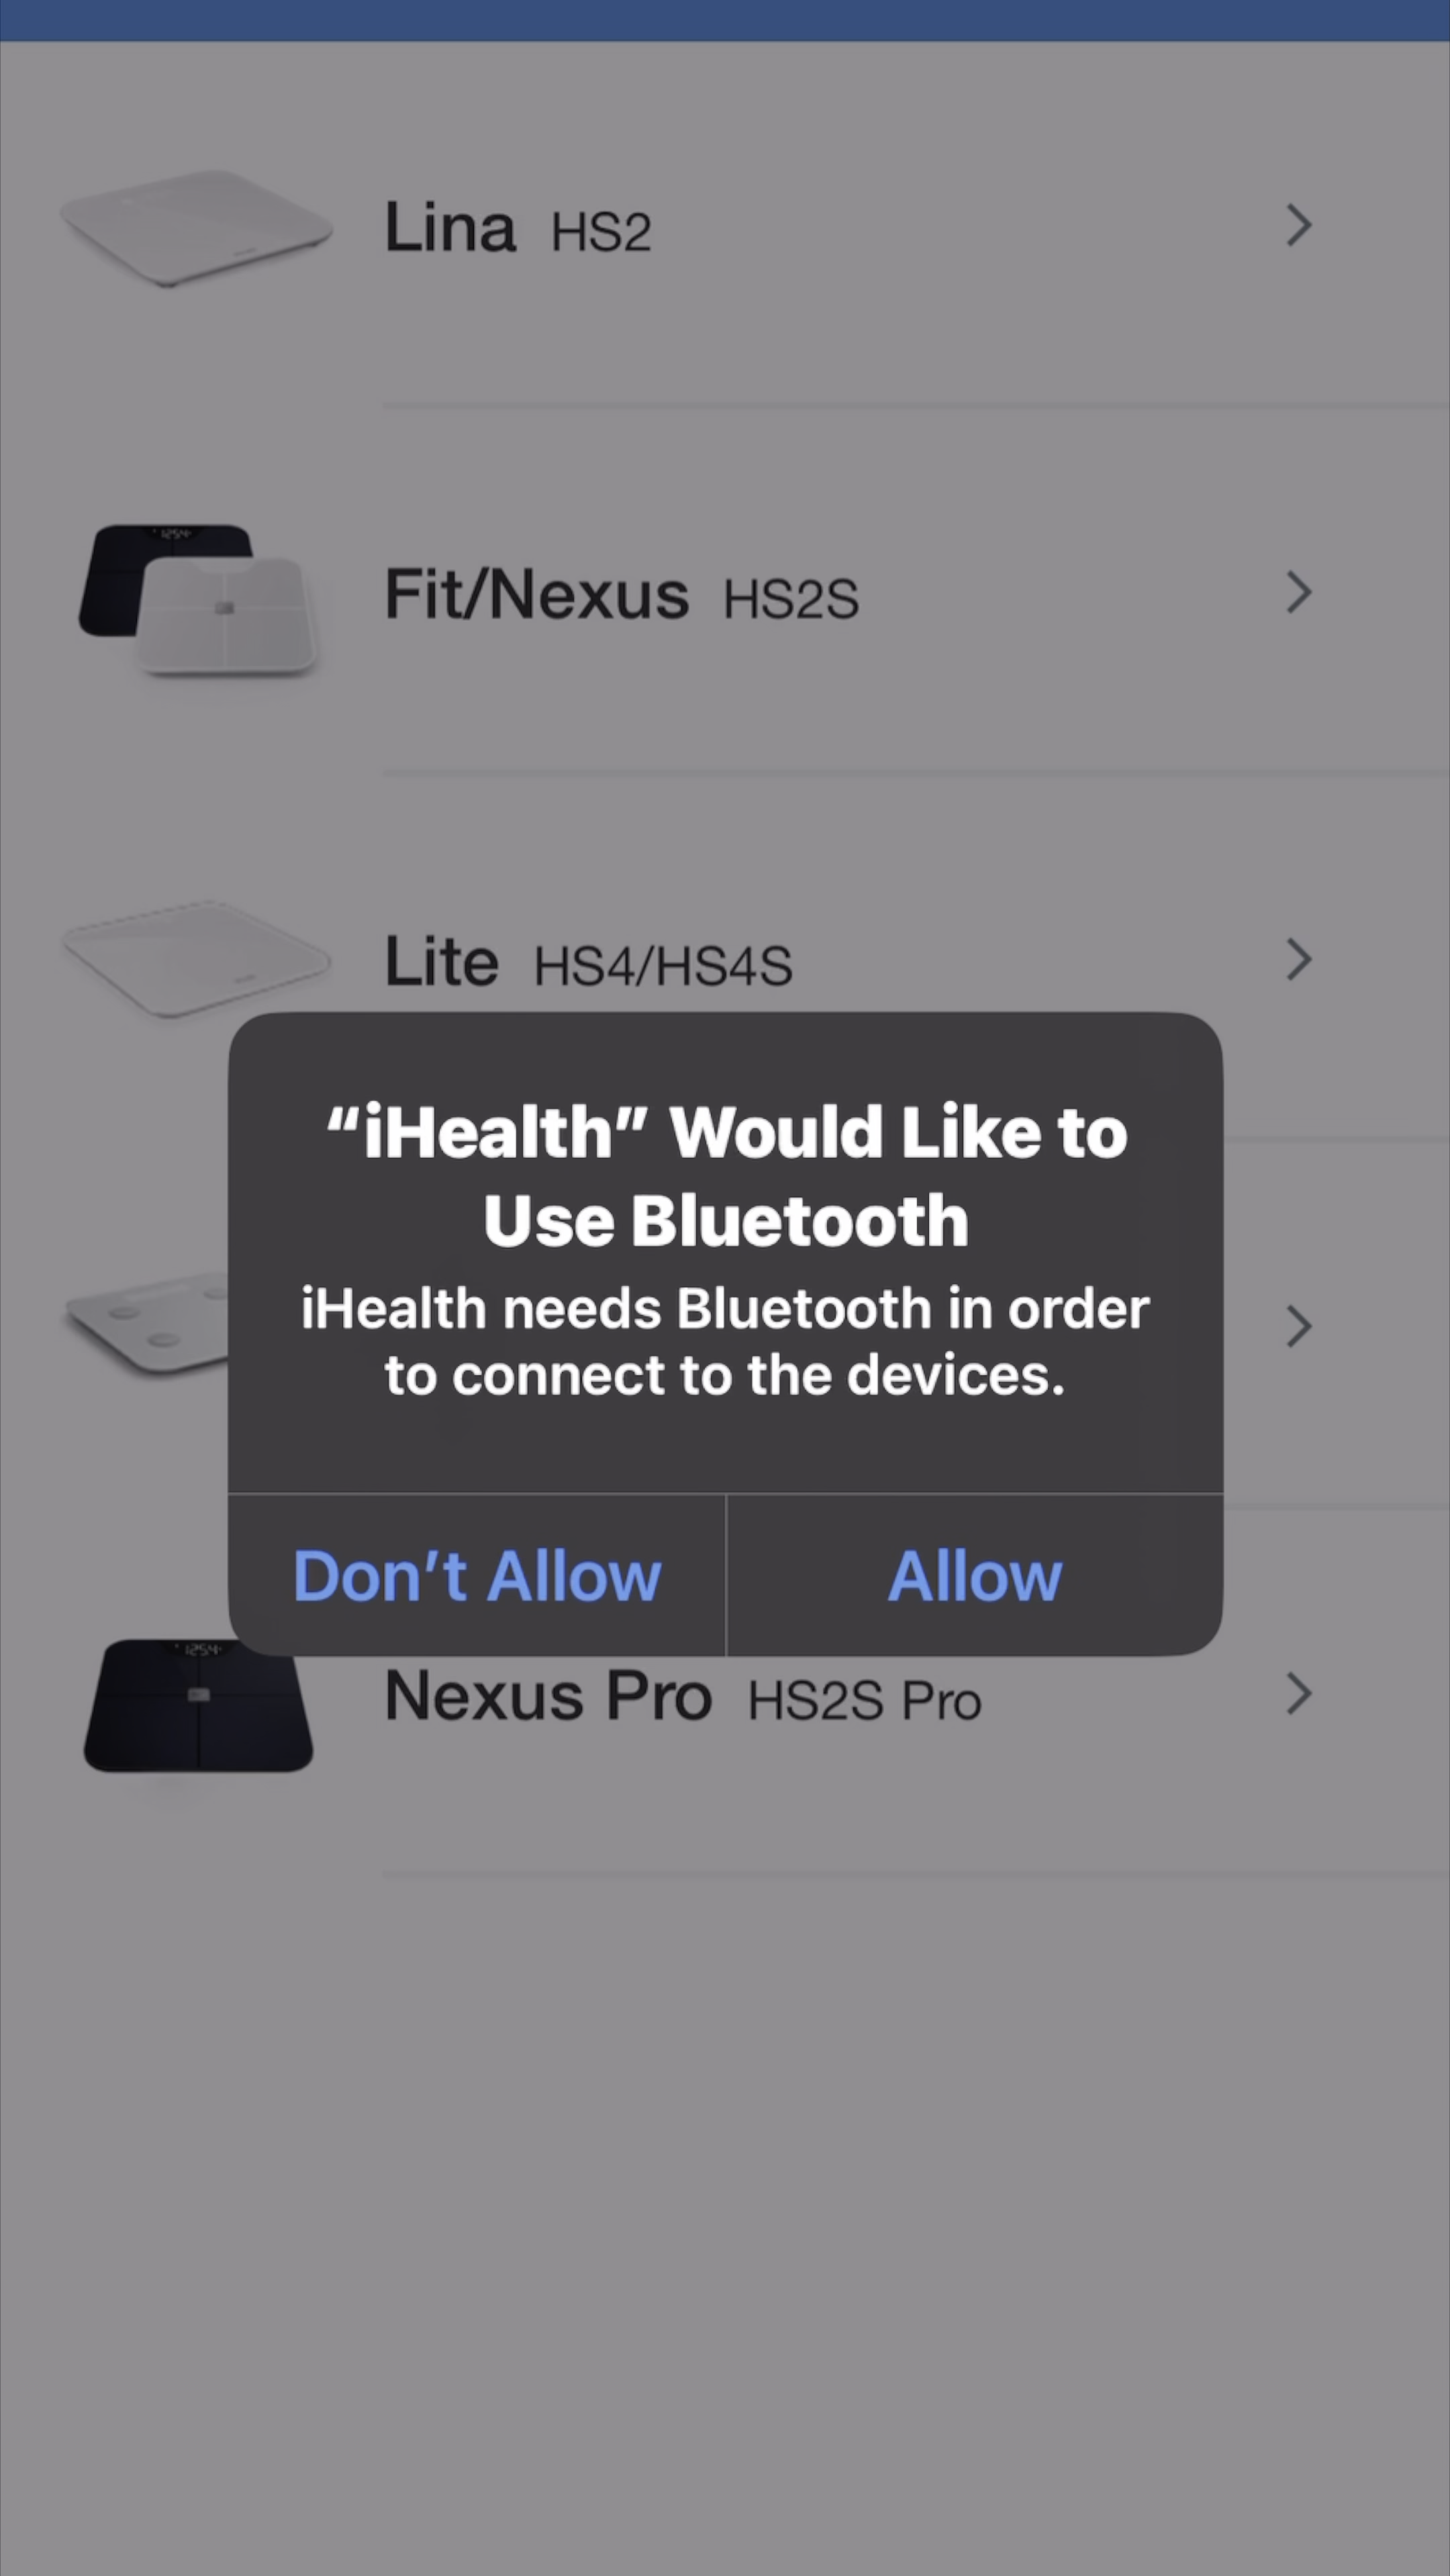 Lina HS2
Fit/Nexus HS2S
Lite HS4/HS4S
“iHealth” Would Like to
Use Bluetooth
iHealth needs Bluetooth in order
to connect to the devices.
Don’t Allow Allow
Nexus Pro HS2S Pro